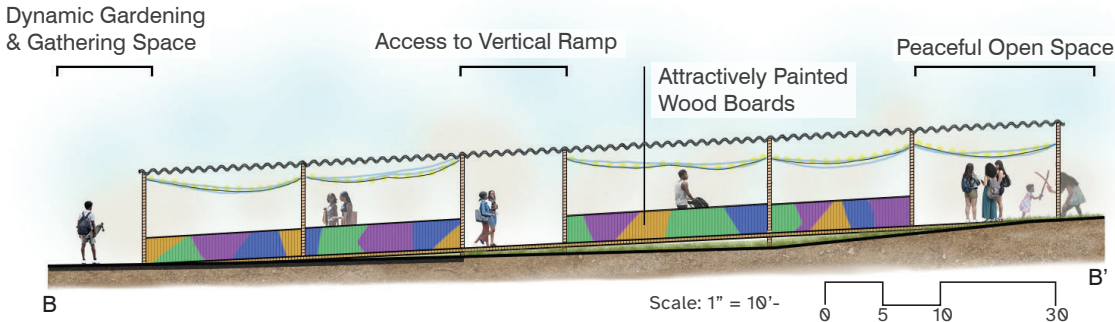 Dynamic Gardening
& Gathering Space
Access to Vertical Ramp
Peaceful Open Space
Attractively Painted
Wood Boards
B
B'
Scale: 1” = 10’-
0 5 10 30